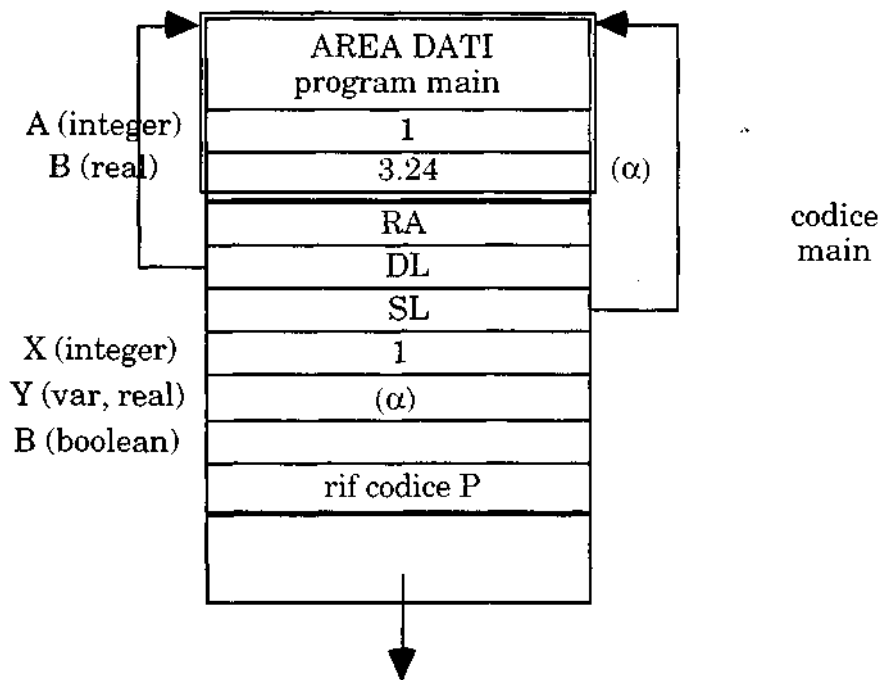 AREA DATI
program main
A (integer)
1
B (real)
3.24
(α)
RA
codice
main
DL
SL
X (integer)
1
Y (var, real)
(α)
B (boolean)
rif codice P